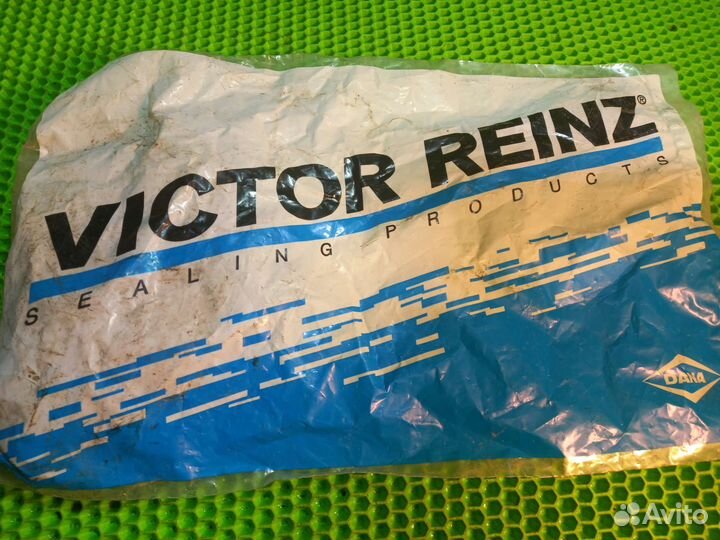 VICTOR REINZ®
SEALING PRODUCTS
DANA
Avito